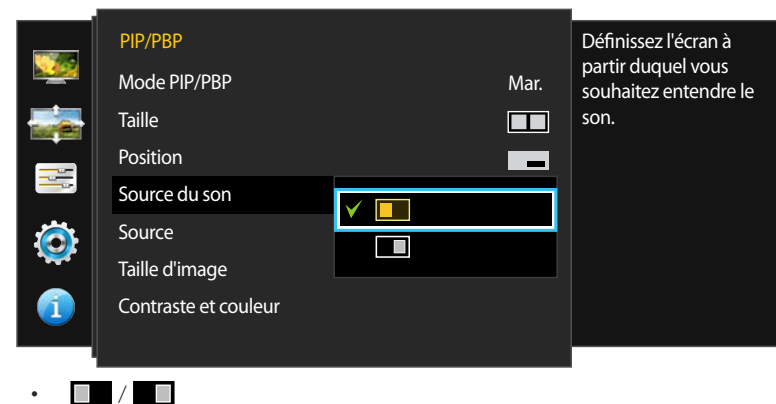 PIP/PBP
Mode PIP/PBP Mar.
Taille
Position
Source du son
Source
Taille d'image
Contraste et couleur
Définissez l'écran à
partir duquel vous
souhaitez entendre le
son.
• /